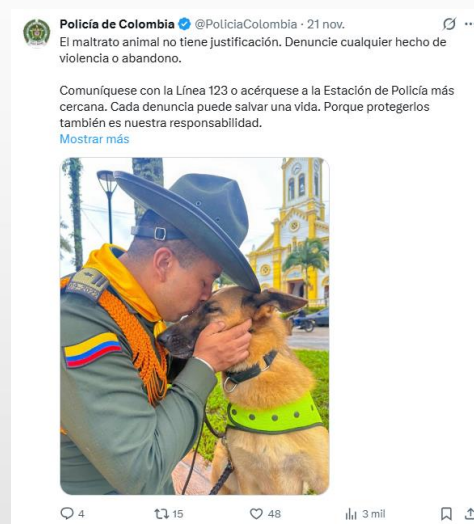 Policía de Colombia @PoliciaColombia · 21 nov.
El maltrato animal no tiene justificación. Denuncie cualquier hecho de
violencia o abandono.
Comuníquese con la Línea 123 o acérquese a la Estación de Policía más
cercana. Cada denuncia puede salvar una vida. Porque protegerlos
también es nuestra responsabilidad.
Mostrar más
4 15 48 3 mil